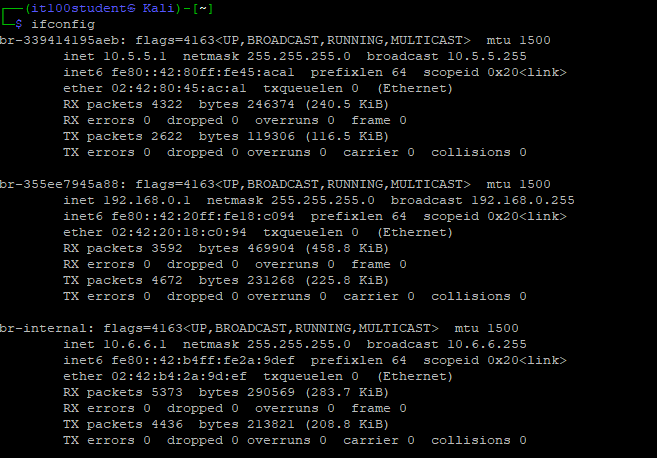 (it100student㉿ Kali)-[~]
$ ifconfig
br-339414195aeb: flags=4163<UP,BROADCAST,RUNNING,MULTICAST>  mtu 1500
inet 10.5.5.1  netmask 255.255.255.0  broadcast 10.5.5.255
inet6 fe80::42:80ff:fe45:aca1  prefixlen 64  scopeid 0x20<link>
ether 02:42:80:45:ac:a1  txqueuelen 0  (Ethernet)
RX packets 4322  bytes 246374 (240.5 KiB)
RX errors 0  dropped 0  overruns 0  frame 0
TX packets 2622  bytes 119306 (116.5 KiB)
TX errors 0  dropped 0 overruns 0  carrier 0  collisions 0
br-355ee7945a88: flags=4163<UP,BROADCAST,RUNNING,MULTICAST>  mtu 1500
inet 192.168.0.1  netmask 255.255.255.0  broadcast 192.168.0.255
inet6 fe80::42:20ff:fe18:c094  prefixlen 64  scopeid 0x20<link>
ether 02:42:20:18:c0:94  txqueuelen 0  (Ethernet)
RX packets 3592  bytes 469904 (458.8 KiB)
RX errors 0  dropped 0  overruns 0  frame 0
TX packets 4672  bytes 231268 (225.8 KiB)
TX errors 0  dropped 0 overruns 0  carrier 0  collisions 0
br-internal: flags=4163<UP,BROADCAST,RUNNING,MULTICAST>  mtu 1500
inet 10.6.6.1  netmask 255.255.255.0  broadcast 10.6.6.255
inet6 fe80::42:b4ff:fe2a:9def  prefixlen 64  scopeid 0x20<link>
ether 02:42:b4:2a:9d:ef  txqueuelen 0  (Ethernet)
RX packets 5373  bytes 290569 (283.7 KiB)
RX errors 0  dropped 0  overruns 0  frame 0
TX packets 4436  bytes 213821 (208.8 KiB)
TX errors 0  dropped 0 overruns 0  carrier 0  collisions 0